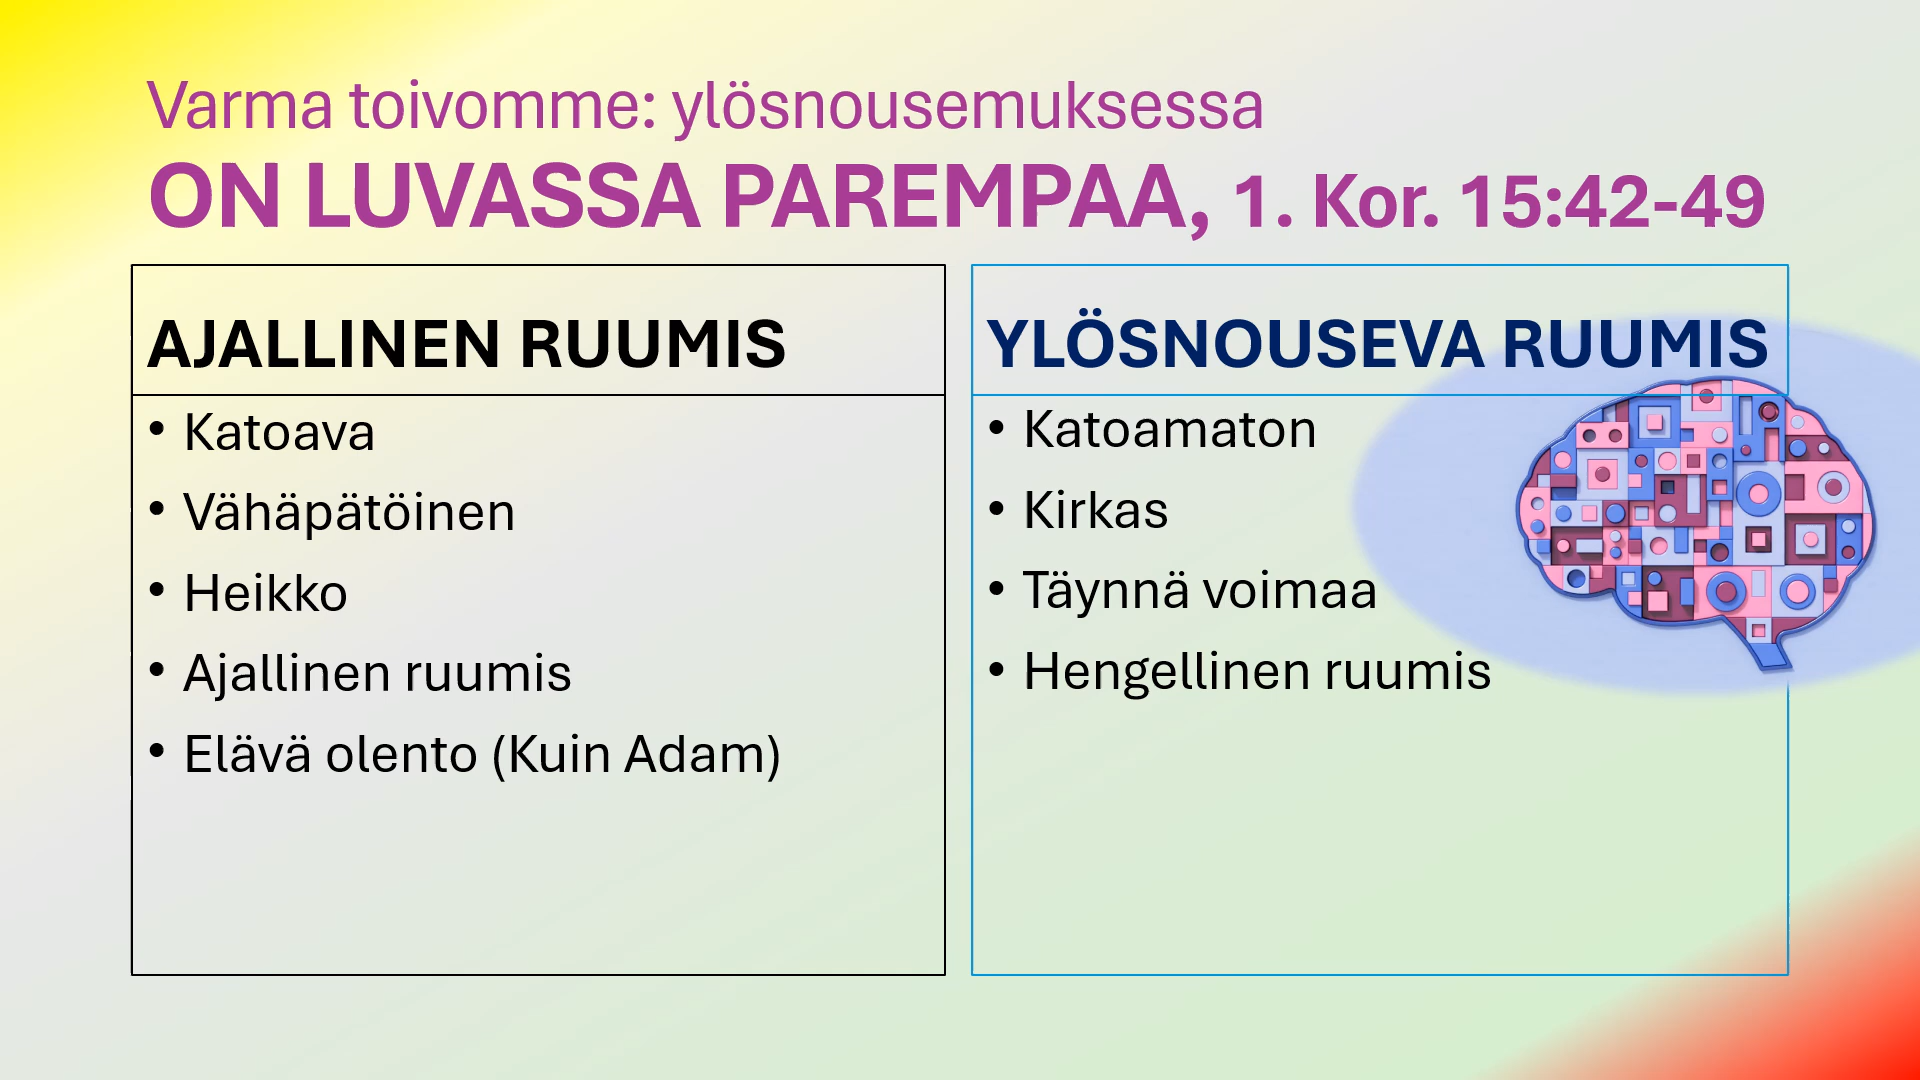 Varma toivomme: ylösnousemuksessa
ON LUVASSA PAREMPAA, 1. Kor. 15:42-49
AJALLINEN RUUMIS
• Katoava
• Vähäpätöinen
• Heikko
• Ajallinen ruumis
• Elävä olento (Kuin Adam)
YLÖSNOUSEVA RUUMIS
• Katoamaton
• Kirkas
• Täynnä voimaa
• Hengellinen ruumis